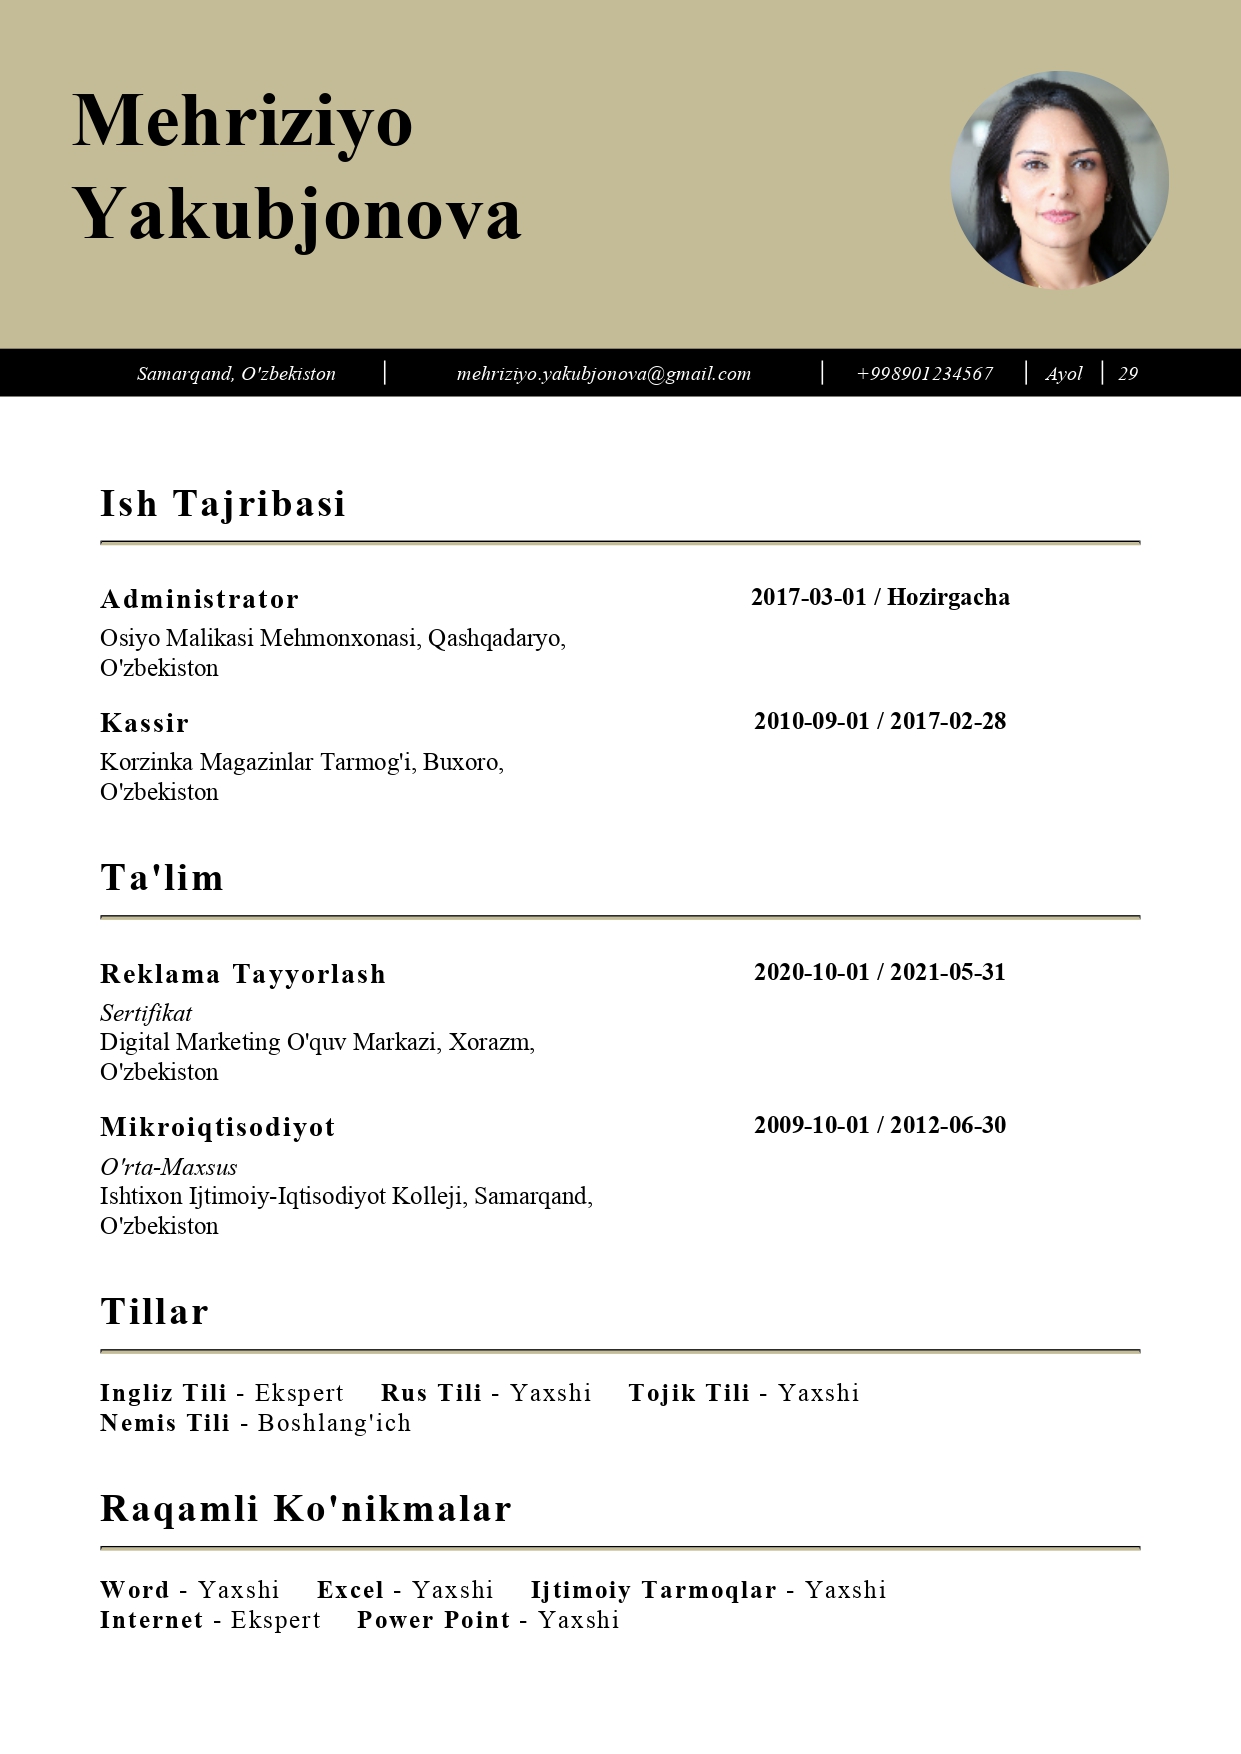 Mehriziyo
Yakubjonova
Samarqand, O'zbekiston | mehriziyo.yakubjonova@gmail.com | +998901234567 | Ayol | 29
Ish Tajribasi
Administrator 2017-03-01 / Hozirgacha
Osiyo Malikasi Mehmonxonasi, Qashqadaryo,
O'zbekiston
Kassir 2010-09-01 / 2017-02-28
Korzinka Magazinlar Tarmog'i, Buxoro,
O'zbekiston
Ta'lim
Reklama Tayyorlash 2020-10-01 / 2021-05-31
Sertifikat
Digital Marketing O'quv Markazi, Xorazm,
O'zbekiston
Mikroiqtisodiyot 2009-10-01 / 2012-06-30
O'rta-Maxsus
Ishtixon Ijtimoiy-Iqtisodiyot Kolleji, Samarqand,
O'zbekiston
Tillar
Ingliz Tili - Ekspert Rus Tili - Yaxshi Tojik Tili - Yaxshi
Nemis Tili - Boshlang'ich
Raqamli Ko'nikmalar
Word - Yaxshi Excel - Yaxshi Ijtimoiy Tarmoqlar - Yaxshi
Internet - Ekspert Power Point - Yaxshi